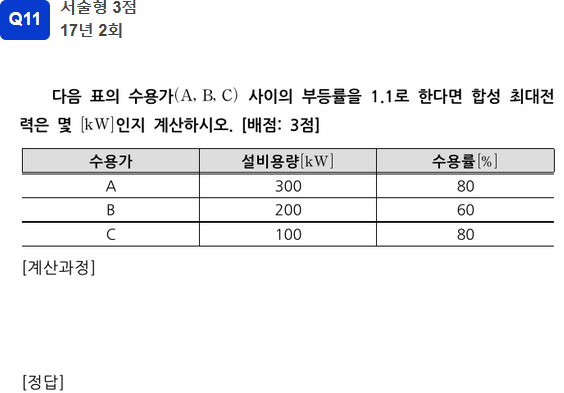 Q11
서술형 3점
17년 2회
다음 표의 수용가(A, B, C) 사이의 부등률을 1.1로 한다면 합성 최대전
력은 몇 [kW]인지 계산하시오. [배점: 3점]
수용가 설비용량[kW] 수용률[%]
A 300 80
B 200 60
C 100 80
[계산과정]
[정답]